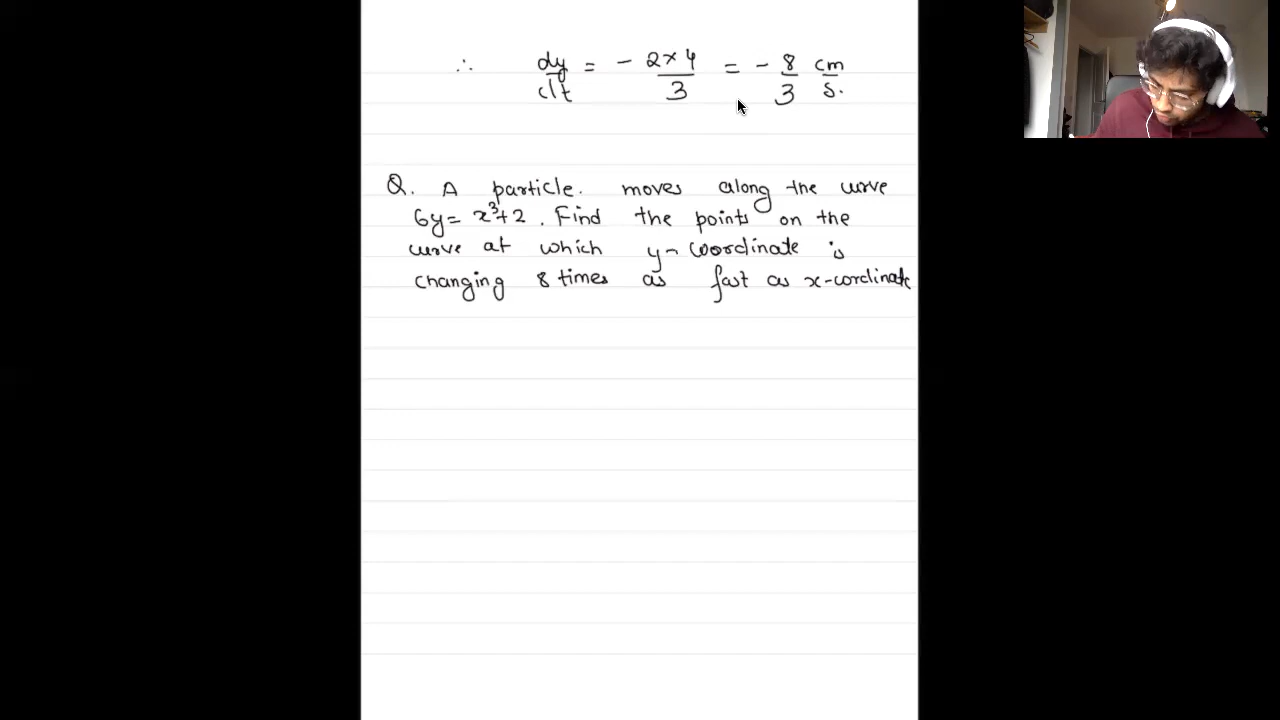 ∴ dy/dt = - 2×4/3 = - 8/3 cm/s.
Q. A particle. moves along the curve
6y = x³+2 . Find the points on the
curve at which y- coordinate is
changing 8 times as fast as x-cordinate